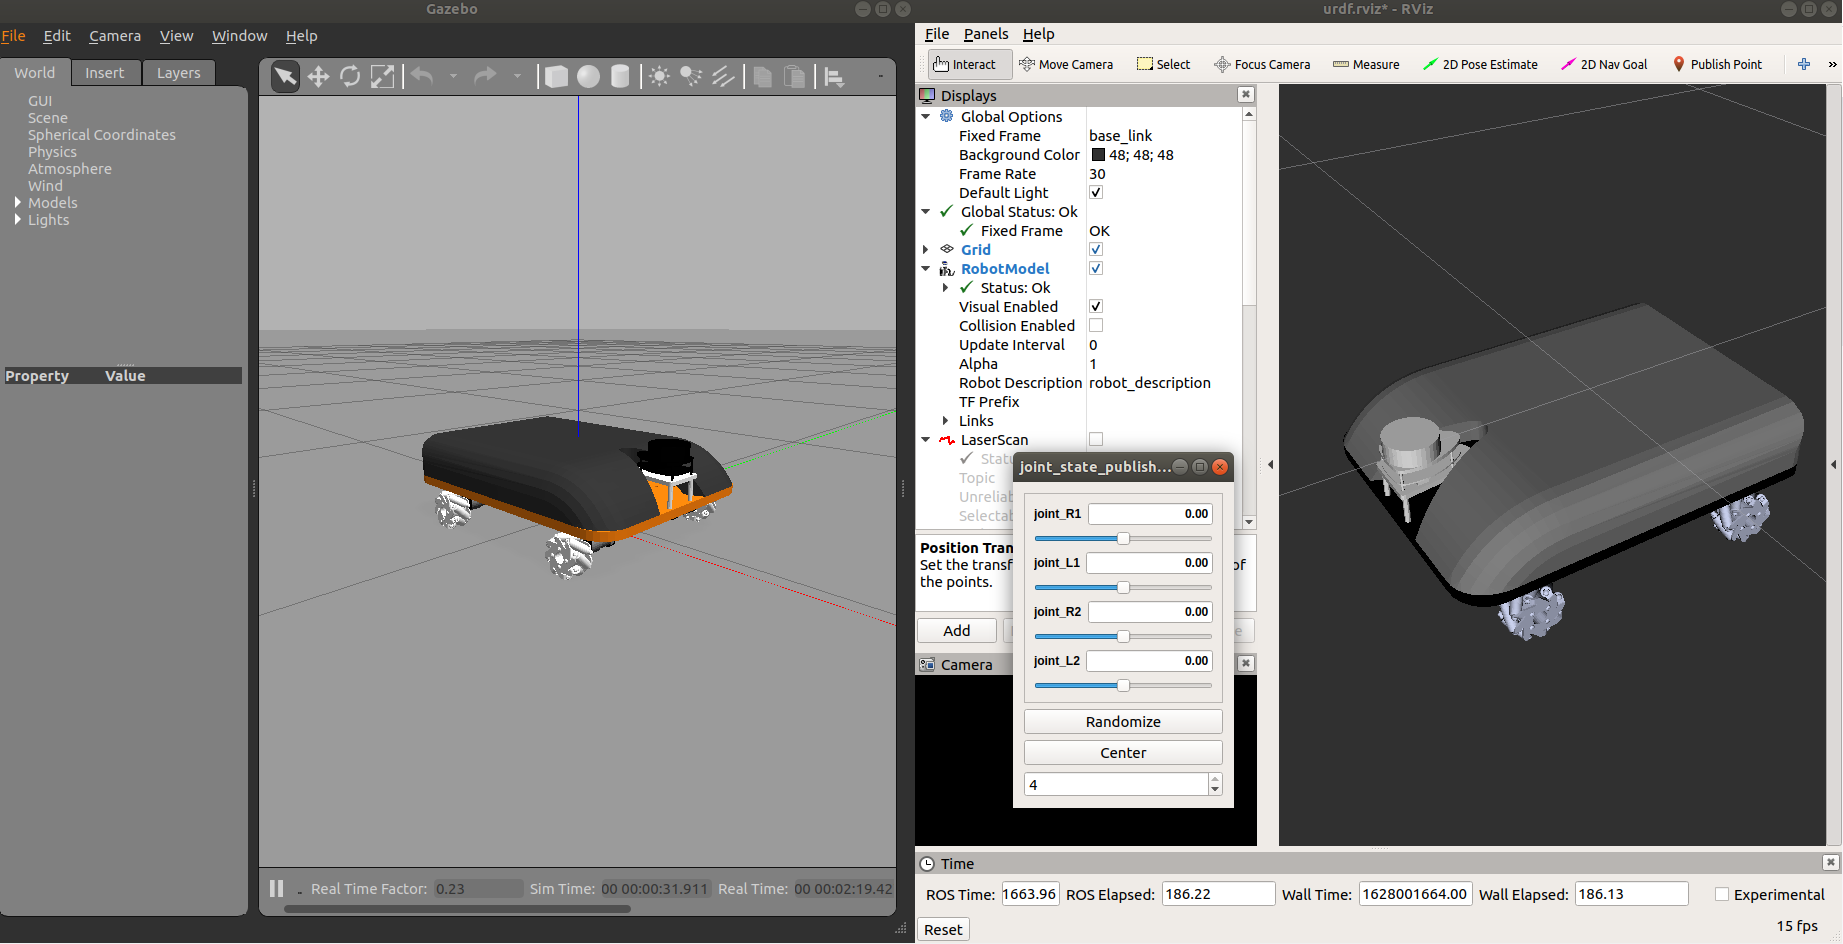 Gazebo
File Edit Camera View Window Help
World Insert Layers
GUI
Scene
Spherical Coordinates
Physics
Atmosphere
Wind
Models
Lights
Property Value
Real Time Factor: 0.23 Sim Time: 00 00:00:31.911 Real Time: 00 00:02:19.42
urdf.rviz* - RViz
File Panels Help
Interact Move Camera Select Focus Camera Measure 2D Pose Estimate 2D Nav Goal Publish Point
Displays
Global Options
Fixed Frame base_link
Background Color 48; 48; 48
Frame Rate 30
Default Light
Global Status: Ok
Fixed Frame OK
Grid
RobotModel
Status: Ok
Visual Enabled
Collision Enabled
Update Interval 0
Alpha 1
Robot Description robot_description
TF Prefix
Links
LaserScan
Statu
Topic
Unreliab
Selectab
Position Tran
Set the transf of
the points.
Add
Camera
joint_state_publish...
joint_R1 0.00
joint_L1 0.00
joint_R2 0.00
joint_L2 0.00
Randomize
Center
4
Time
ROS Time: 1663.96 ROS Elapsed: 186.22 Wall Time: 1628001664.00 Wall Elapsed: 186.13 Experimental
Reset 15 fps